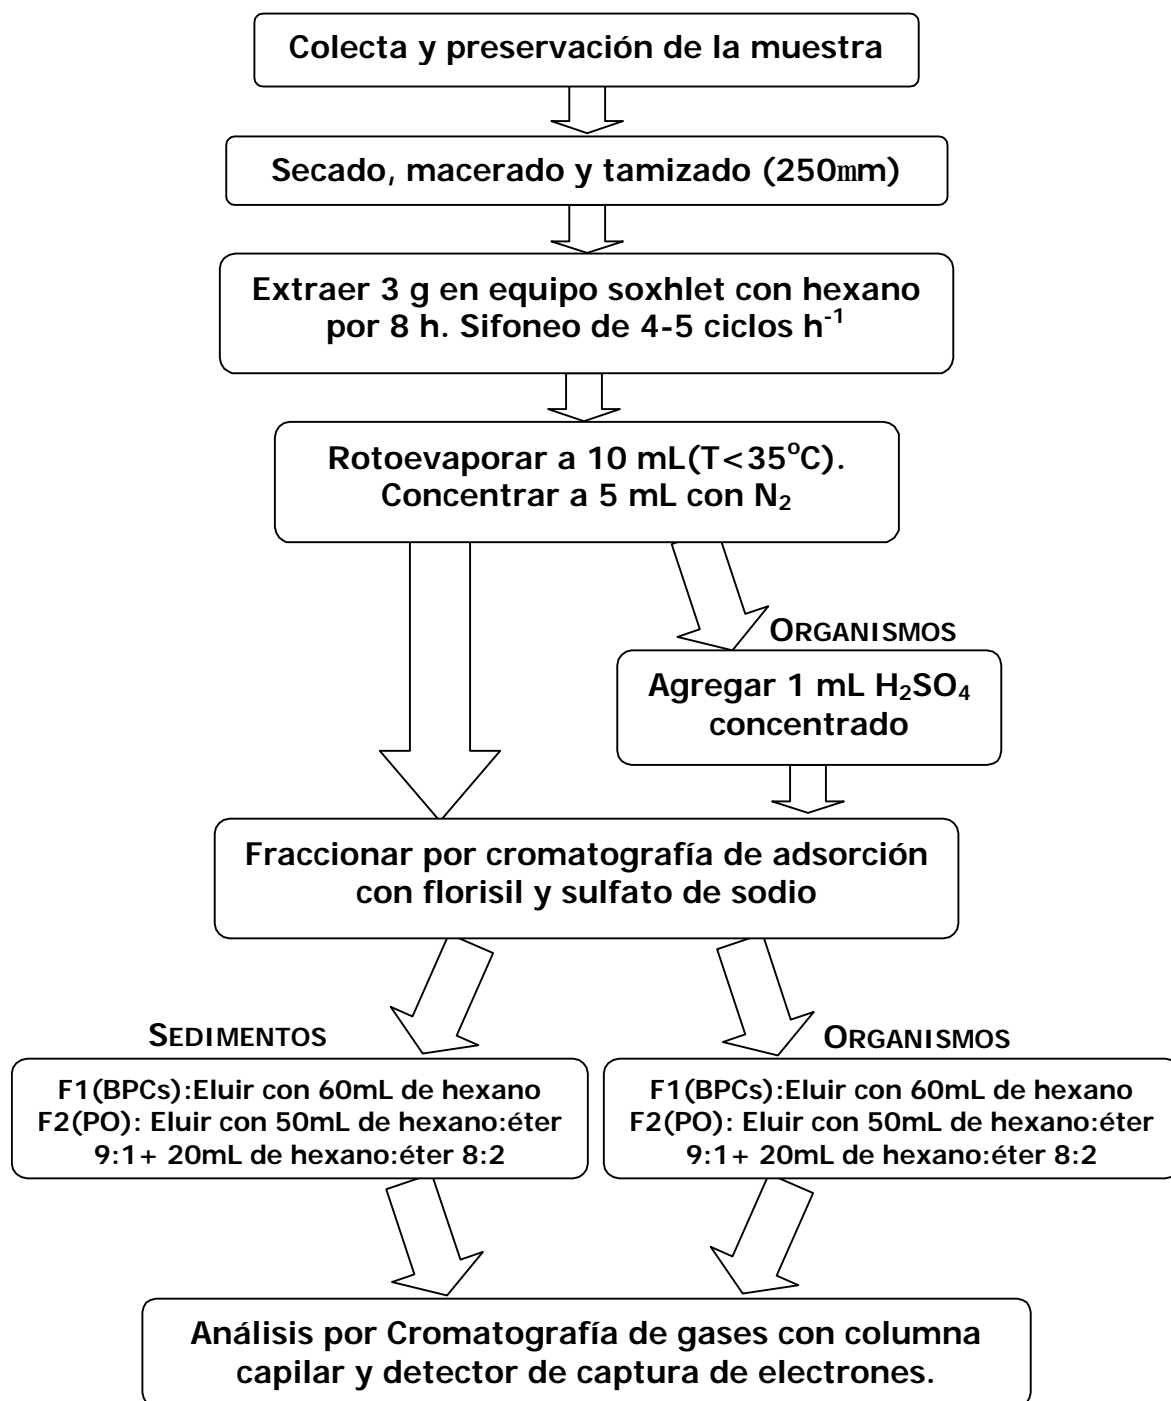 Colecta y preservación de la muestra
Secado, macerado y tamizado (250mm)
Extraer 3 g en equipo soxhlet con hexano
por 8 h. Sifoneo de 4-5 ciclos h⁻¹
Rotoevaporar a 10 mL(T<35°C).
Concentrar a 5 mL con N₂
ORGANISMOS
Agregar 1 mL H₂SO₄
concentrado
Fraccionar por cromatografía de adsorción
con florisil y sulfato de sodio
SEDIMENTOS
F1(BPCs):Eluir con 60mL de hexano
F2(PO): Eluir con 50mL de hexano:éter
9:1+ 20mL de hexano:éter 8:2
ORGANISMOS
F1(BPCs):Eluir con 60mL de hexano
F2(PO): Eluir con 50mL de hexano:éter
9:1+ 20mL de hexano:éter 8:2
Análisis por Cromatografía de gases con columna
capilar y detector de captura de electrones.